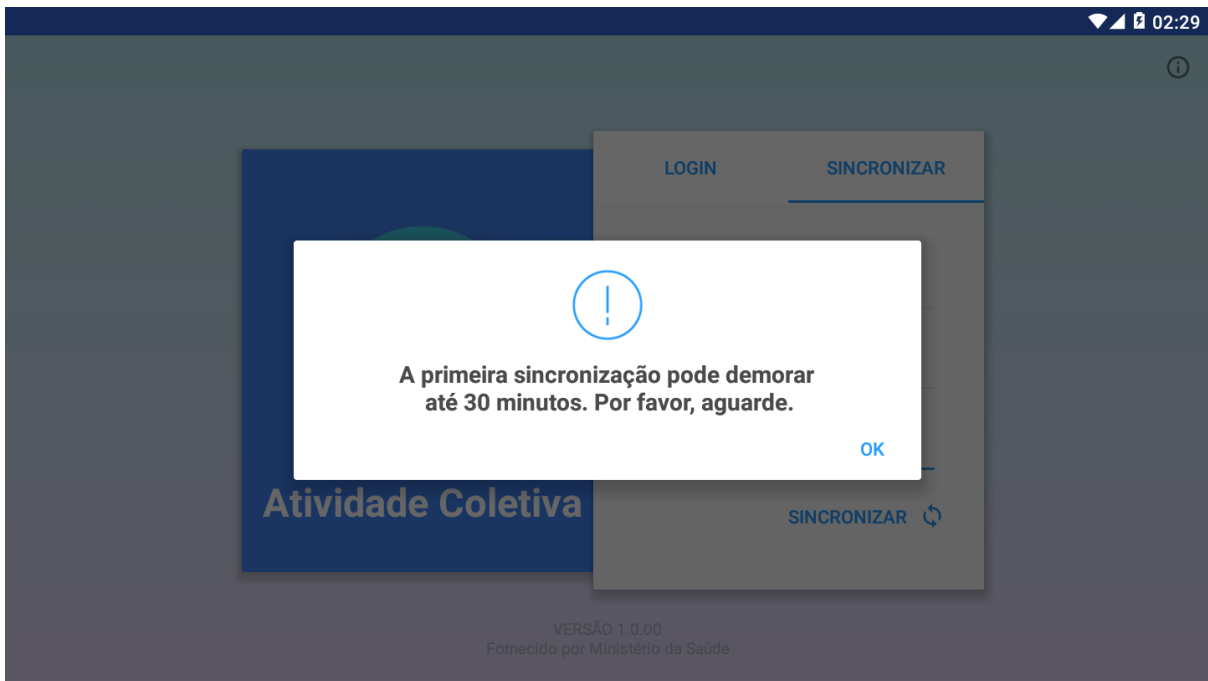 02:29
LOGIN
SINCRONIZAR
A primeira sincronização pode demorar
até 30 minutos. Por favor, aguarde.
OK
Atividade Coletiva
SINCRONIZAR
VERSÃO 1.0.00
Fornecido por Ministério da Saúde